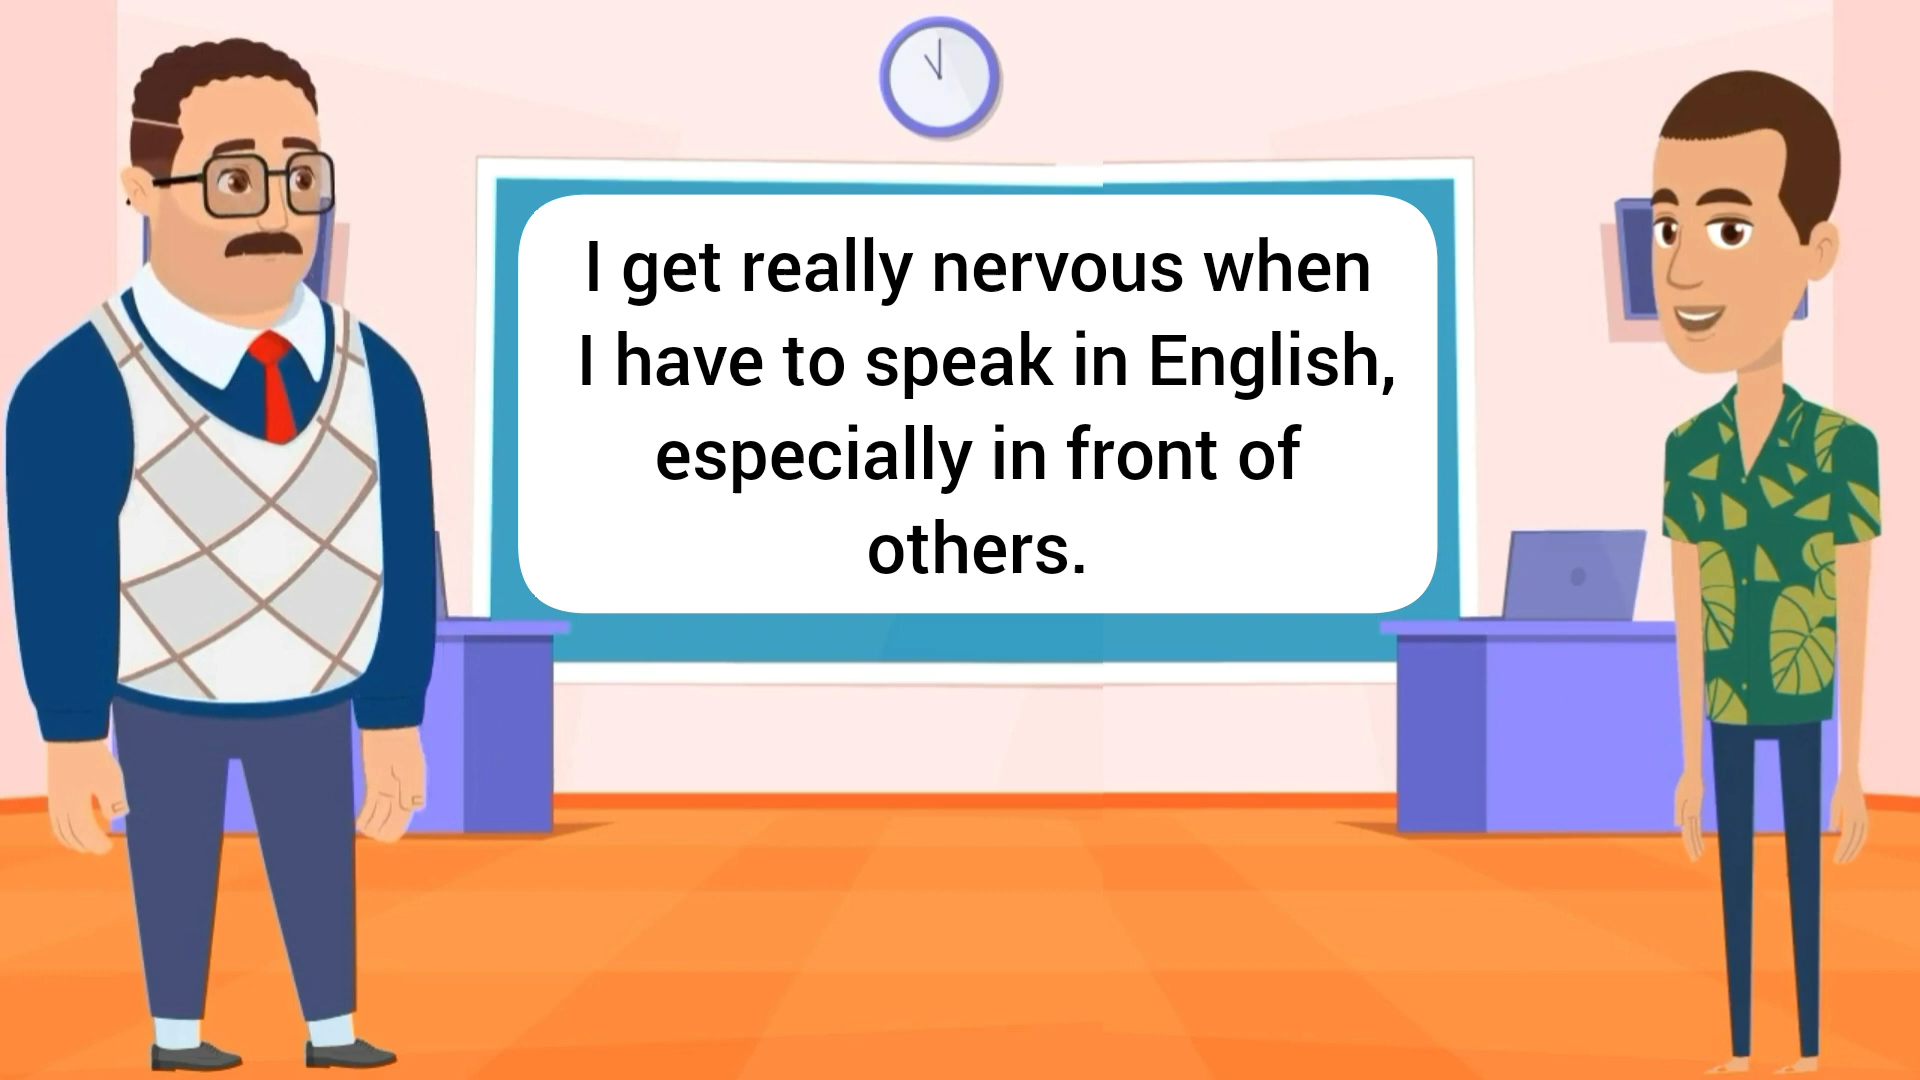 I get really nervous when
I have to speak in English,
especially in front of
others.